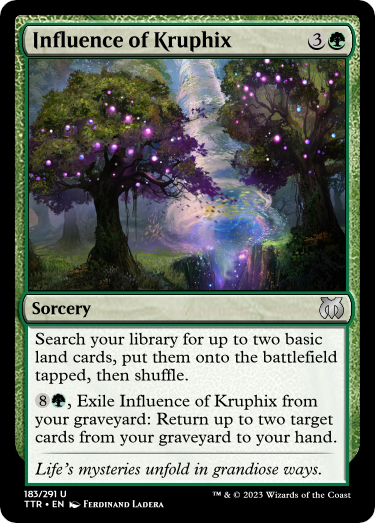 Influence of Kruphix 3
Sorcery
Search your library for up to two basic
land cards, put them onto the battlefield
tapped, then shuffle.
8, Exile Influence of Kruphix from
your graveyard: Return up to two target
cards from your graveyard to your hand.
Life's mysteries unfold in grandiose ways.
183/291 U
TTR • EN Ferdinand Ladera
™ & © 2023 Wizards of the Coast